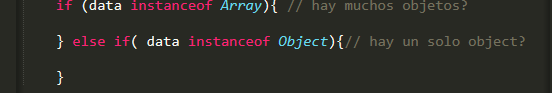 if (data instanceof Array){ // hay muchos objetos?
} else if( data instanceof Object){// hay un solo object?
}